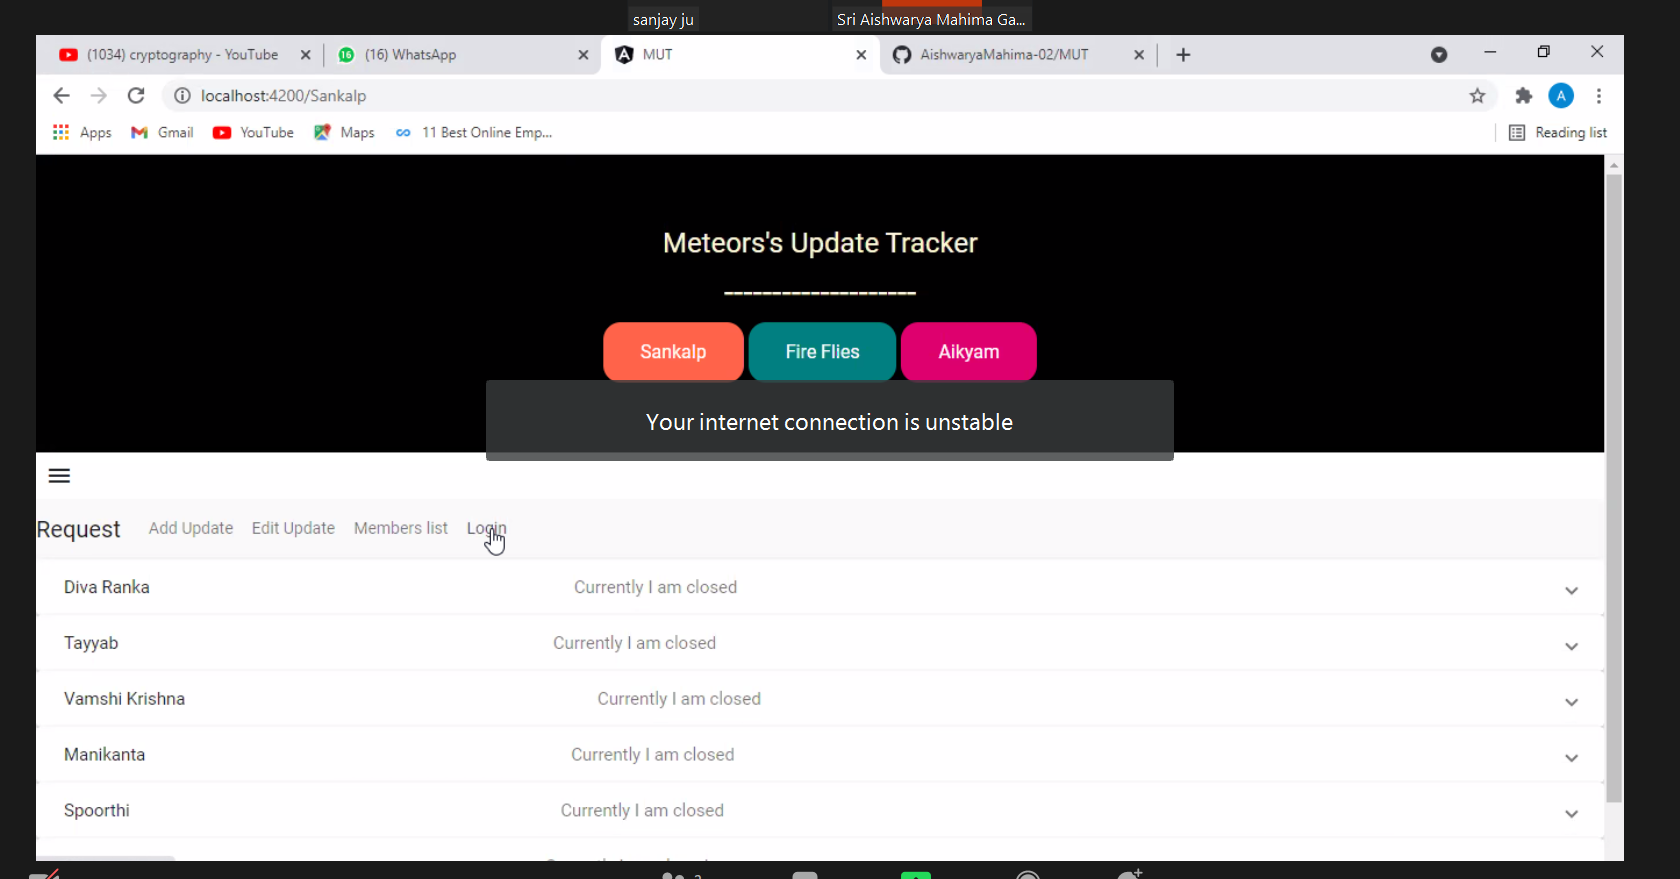 sanjay ju
Sri Aishwarya Mahima Ga...
(1034) cryptography - YouTube
16
(16) WhatsApp
MUT
AishwaryaMahima-02/MUT
localhost:4200/Sankalp
A
Apps
Gmail
YouTube
Maps
11 Best Online Emp...
Reading list
Meteors's Update Tracker
--------------------
Sankalp
Fire Flies
Aikyam
Your internet connection is unstable
Request
Add Update
Edit Update
Members list
Login
Diva Ranka
Currently I am closed
Tayyab
Currently I am closed
Vamshi Krishna
Currently I am closed
Manikanta
Currently I am closed
Spoorthi
Currently I am closed